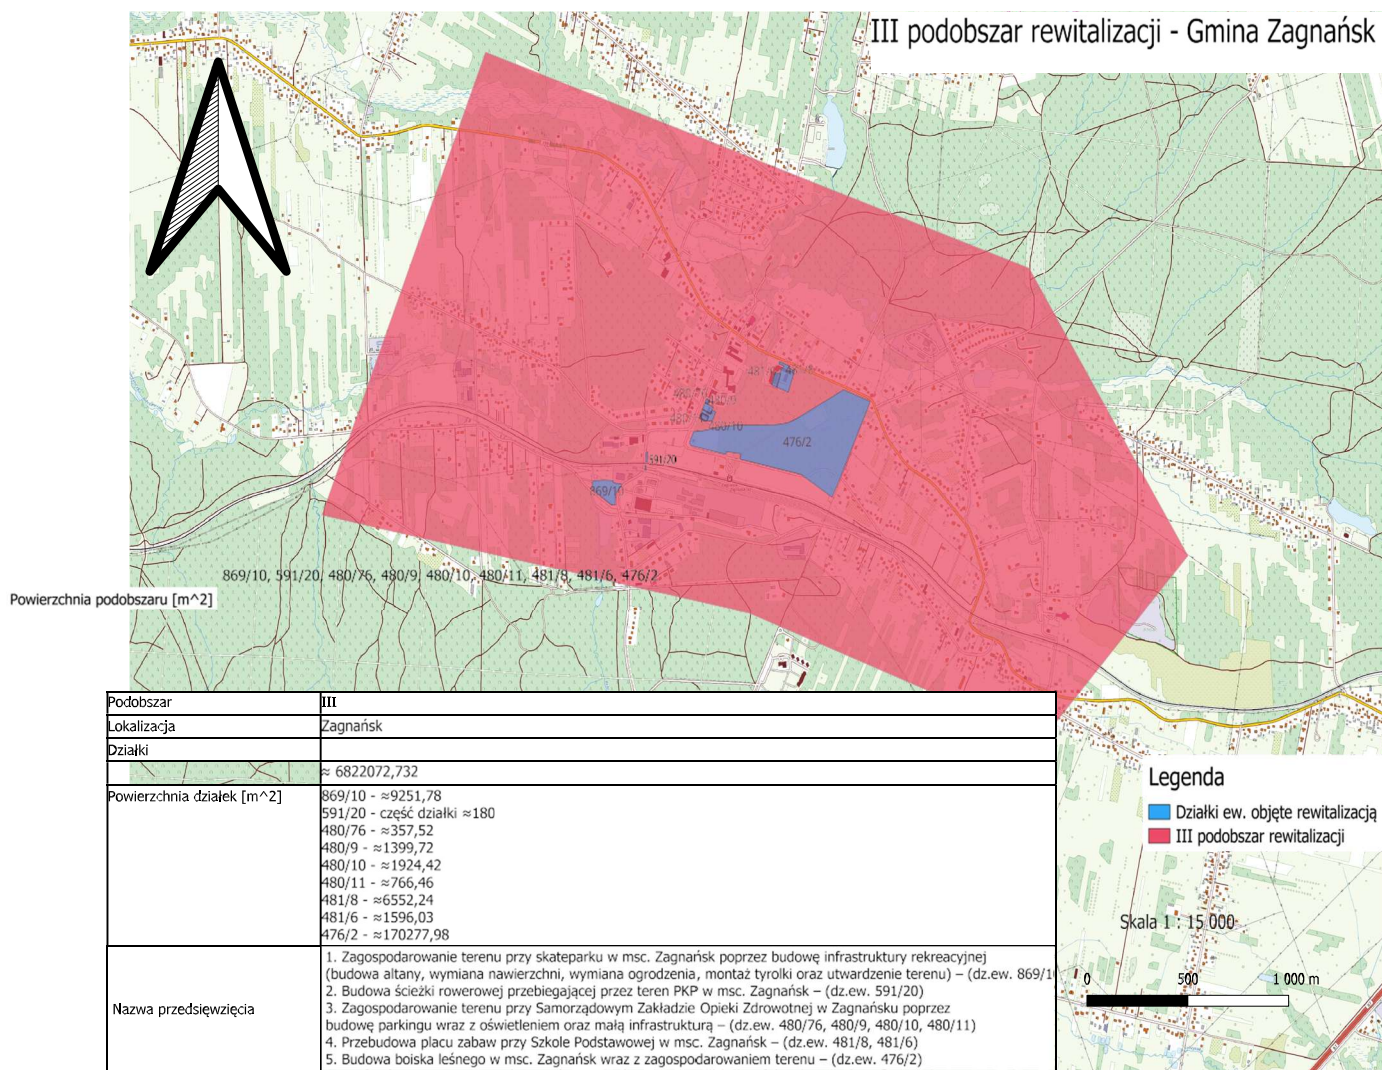 III podobszar rewitalizacji - Gmina Zagnańsk
476/2
591/20
869/10
869/10, 591/20, 480/76, 480/9, 480/10, 480/11, 481/8, 481/6, 476/2
Powierzchnia podobszaru [m^2]
Podobszar III
Lokalizacja Zagnańsk
Działki
≈ 6822072,732
Powierzchnia działek [m^2] 869/10 - ≈9251,78
591/20 - część działki ≈180
480/76 - ≈357,52
480/9 - ≈1399,72
480/10 - ≈1924,42
480/11 - ≈766,46
481/8 - ≈6552,24
481/6 - ≈1596,03
476/2 - ≈170277,98
Nazwa przedsięwzięcia
1. Zagospodarowanie terenu przy skateparku w msc. Zagnańsk poprzez budowę infrastruktury rekreacyjnej
(budowa altany, wymiana nawierzchni, wymiana ogrodzenia, montaż tyrolki oraz utwardzenie terenu) – (dz.ew. 869/1
2. Budowa ścieżki rowerowej przebiegającej przez teren PKP w msc. Zagnańsk – (dz.ew. 591/20)
3. Zagospodarowanie terenu przy Samorządowym Zakładzie Opieki Zdrowotnej w Zagnańsku poprzez
budowę parkingu wraz z oświetleniem oraz małą infrastrukturą – (dz.ew. 480/76, 480/9, 480/10, 480/11)
4. Przebudowa placu zabaw przy Szkole Podstawowej w msc. Zagnańsk – (dz.ew. 481/8, 481/6)
5. Budowa boiska leśnego w msc. Zagnańsk wraz z zagospodarowaniem terenu – (dz.ew. 476/2)
Legenda
Działki ew. objęte rewitalizacją
III podobszar rewitalizacji
Skala 1 : 15 000
0 500 1 000 m